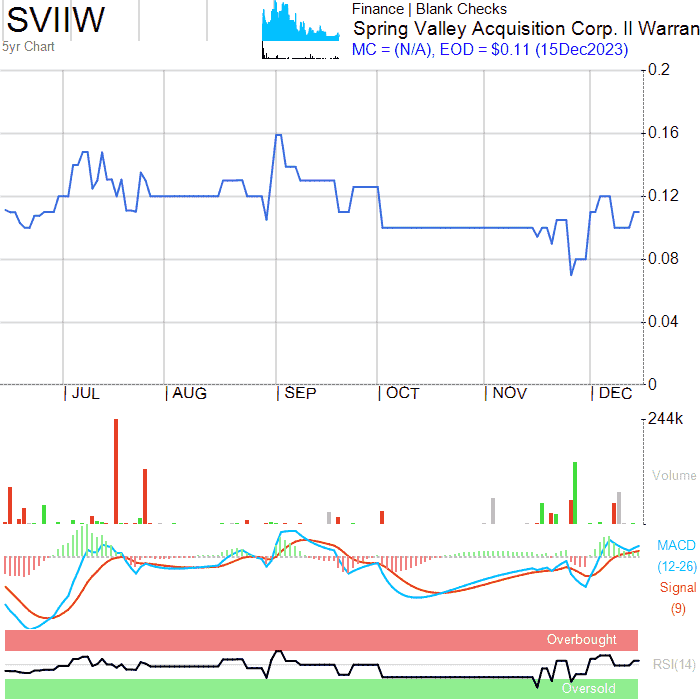 SVIIW
5yr Chart
Finance | Blank Checks
Spring Valley Acquisition Corp. II Warran
MC = (N/A), EOD = $0.11 (15Dec2023)
0.2
0.16
0.12
0.08
0.04
0
JUL AUG SEP OCT NOV DEC
244k
Volume
MACD
(12-26)
Signal
(9)
Overbought
RSI(14)
Oversold